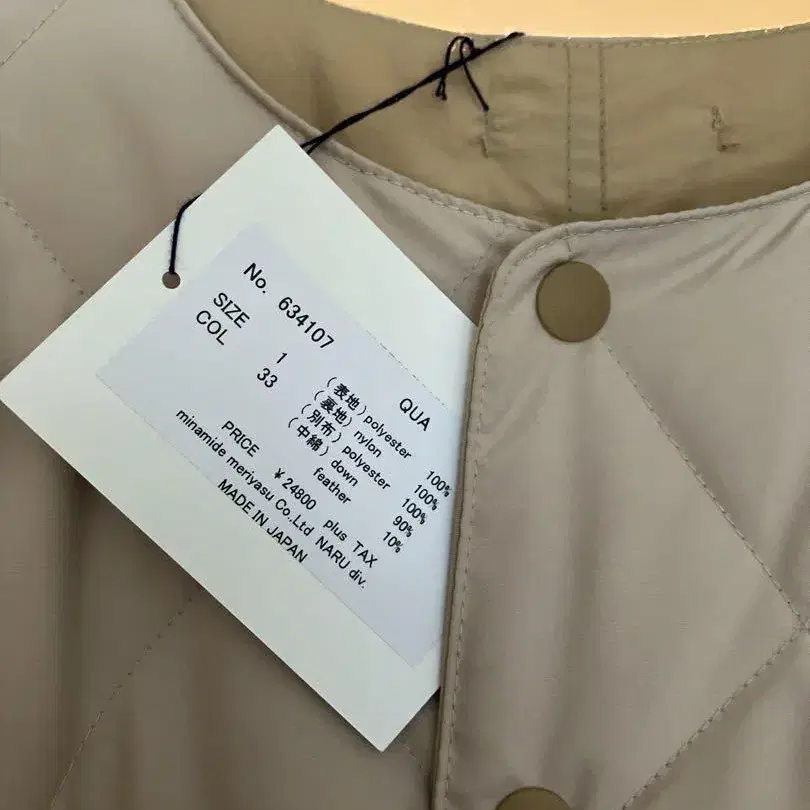 No. 634107
SIZE 1
COL 33
QUA
(表地) polyester 100%
(裏地) nylon 100%
(別布) polyester 100%
(中綿) down 90%
feather 10%
PRICE ¥24800 plus TAX
minamide meriyasu Co.,Ltd NARU div.
MADE IN JAPAN